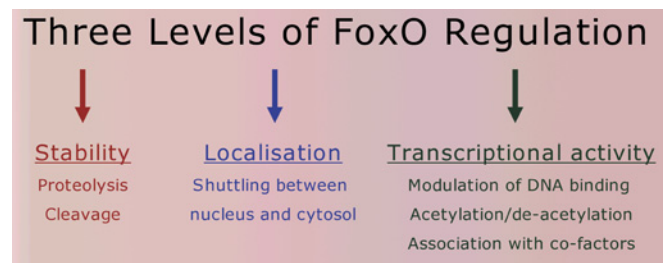 Three Levels of FoxO Regulation
Stability
Proteolysis
Cleavage
Localisation
Shuttling between
nucleus and cytosol
Transcriptional activity
Modulation of DNA binding
Acetylation/de-acetylation
Association with co-factors